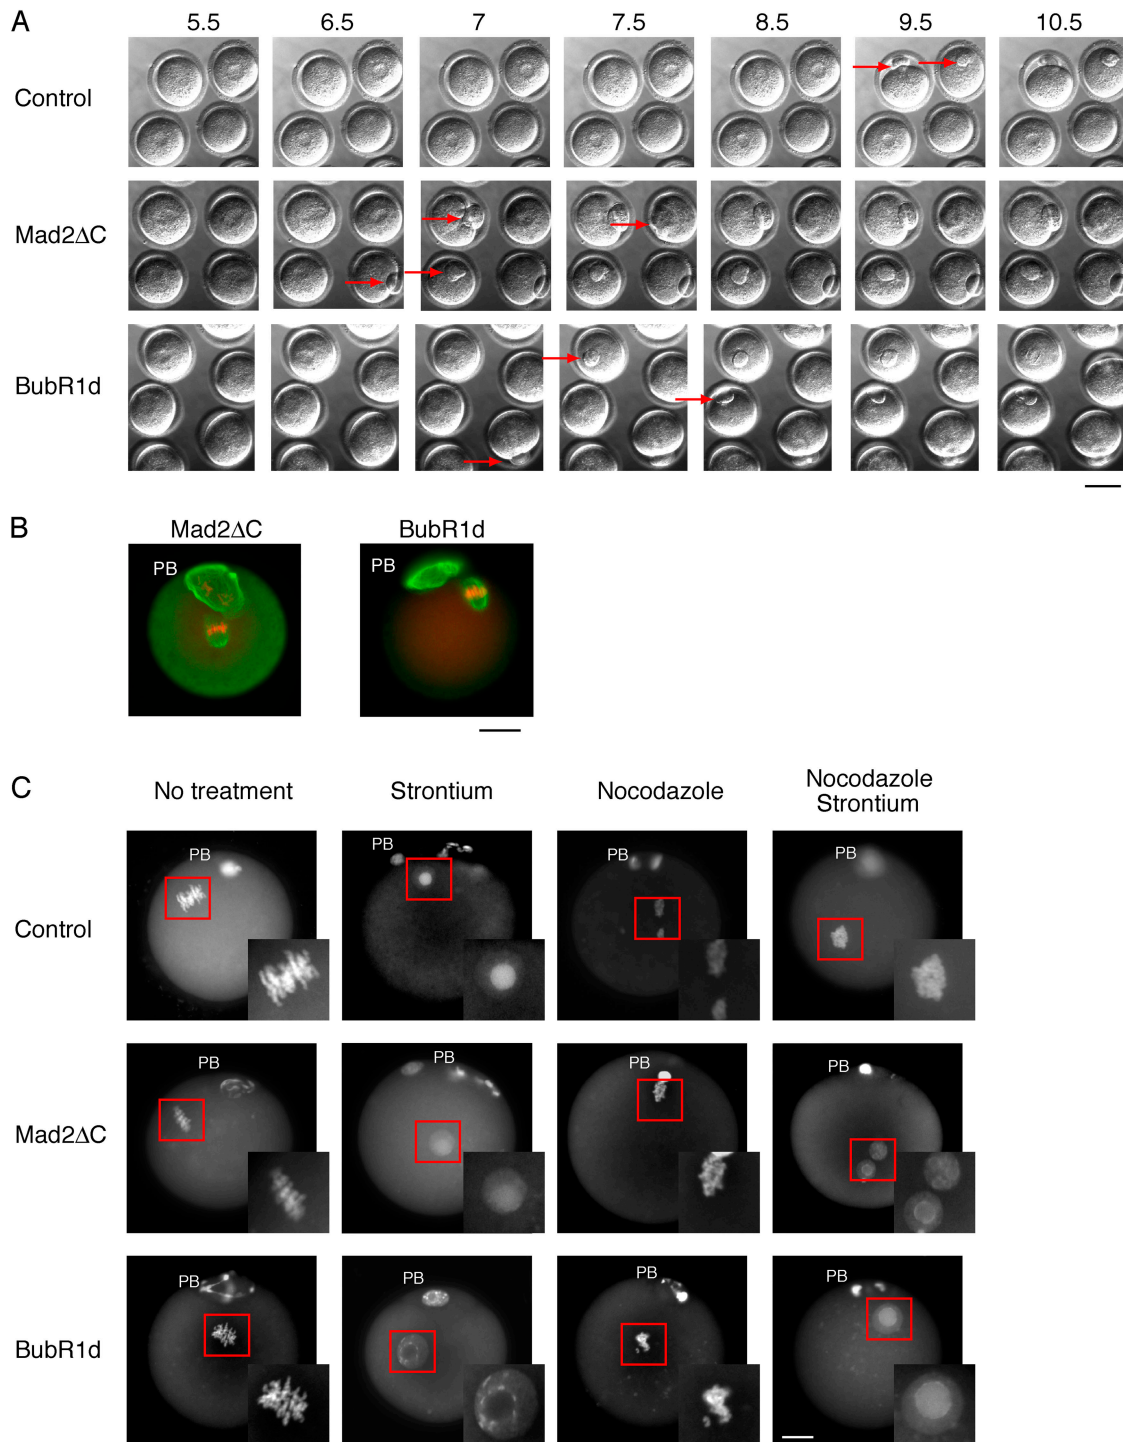 A 5.5 6.5 7 7.5 8.5 9.5 10.5
Control
Mad2ΔC
BubR1d
B Mad2ΔC BubR1d
PB PB
C No treatment Strontium Nocodazole Nocodazole
Strontium
Control PB PB PB PB
Mad2ΔC PB PB PB PB
BubR1d PB PB PB PB